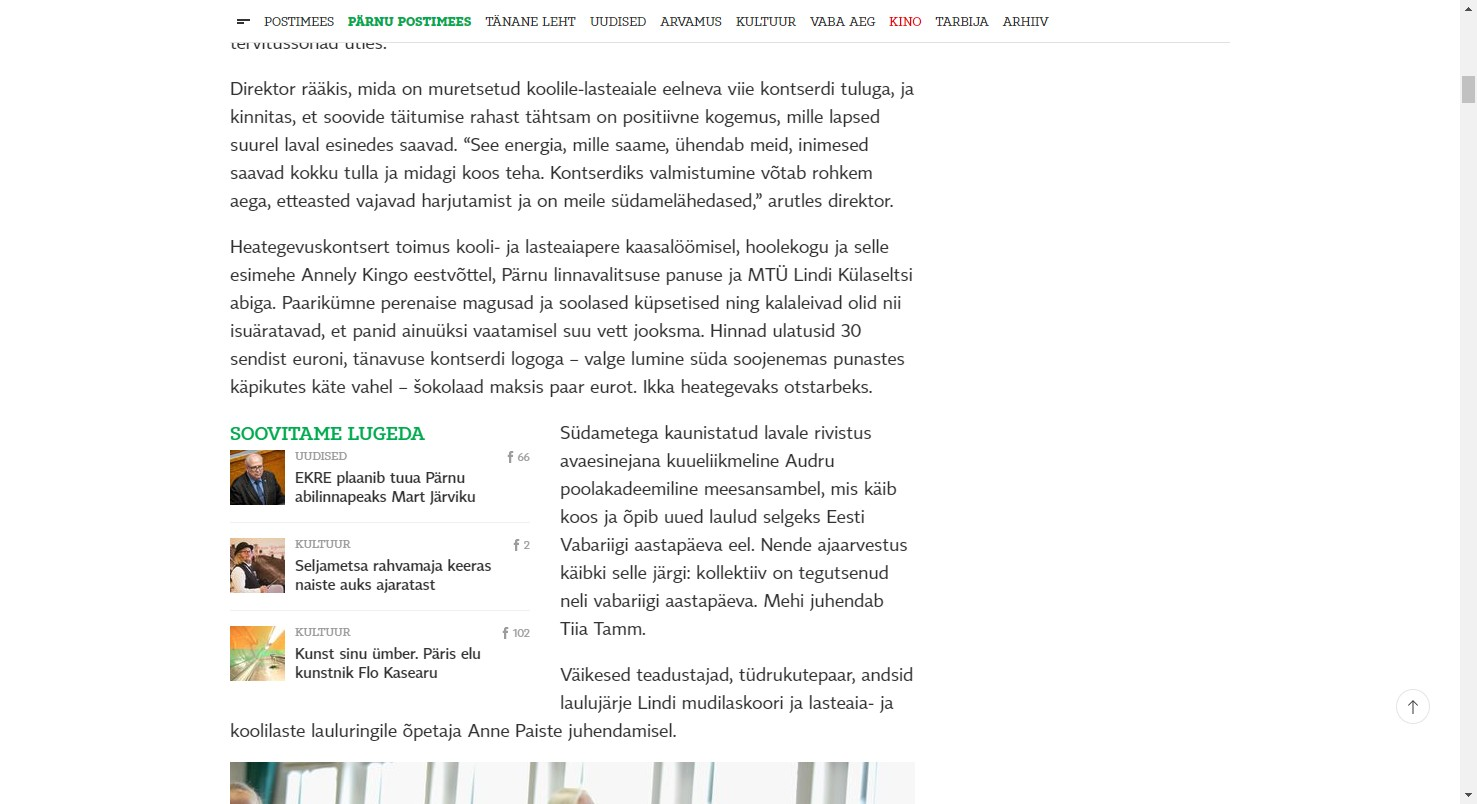 POSTIMEES PÄRNU POSTIMEES TÄNANE LEHT UUDISED ARVAMUS KULTUUR VABA AEG KINO TARBIJA ARHIIV
tervitussõnad ütles.
Direktor rääkis, mida on muretsetud koolile-lasteaiale eelneva viie kontserdi tuluga, ja
kinnitas, et soovide täitumise rahast tähtsam on positiivne kogemus, mille lapsed
suurel laval esinedes saavad. “See energia, mille saame, ühendab meid, inimesed
saavad kokku tulla ja midagi koos teha. Kontserdiks valmistumine võtab rohkem
aega, etteasted vajavad harjutamist ja on meile südamelähedased,” arutles direktor.
Heategevuskontsert toimus kooli- ja lasteaiapere kaasalöömisel, hoolekogu ja selle
esimehe Annely Kingo eestvõttel, Pärnu linnavalitsuse panuse ja MTÜ Lindi Külaseltsi
abiga. Paarikümne perenaise magusad ja soolased küpsetised ning kalaleivad olid nii
isuäratavad, et panid ainuüksi vaatamisel suu vett jooksma. Hinnad ulatusid 30
sendist euroni, tänavuse kontserdi logoga – valge lumine süda soojenemas punastes
käpikutes käte vahel – šokolaad maksis paar eurot. Ikka heategevaks otstarbeks.
SOOVITAME LUGEDA
UUDISED 66
EKRE plaanib tuua Pärnu
abilinnapeaks Mart Järviku
KULTUUR 2
Seljametsa rahvamaja keeras
naiste auks ajaratast
KULTUUR 102
Kunst sinu ümber. Päris elu
kunstnik Flo Kasearu
Südametega kaunistatud lavale rivistus
avaesinejana kuueliikmeline Audru
poolakadeemiline meesansambel, mis käib
koos ja õpib uued laulud selgeks Eesti
Vabariigi aastapäeva eel. Nende ajaarvestus
käibki selle järgi: kollektiiv on tegutsenud
neli vabariigi aastapäeva. Mehi juhendab
Tiia Tamm.
Väikesed teadustajad, tüdrukutepaar, andsid
laulujärje Lindi mudilaskoori ja lasteaia- ja
koolilaste lauluringile õpetaja Anne Paiste juhendamisel.